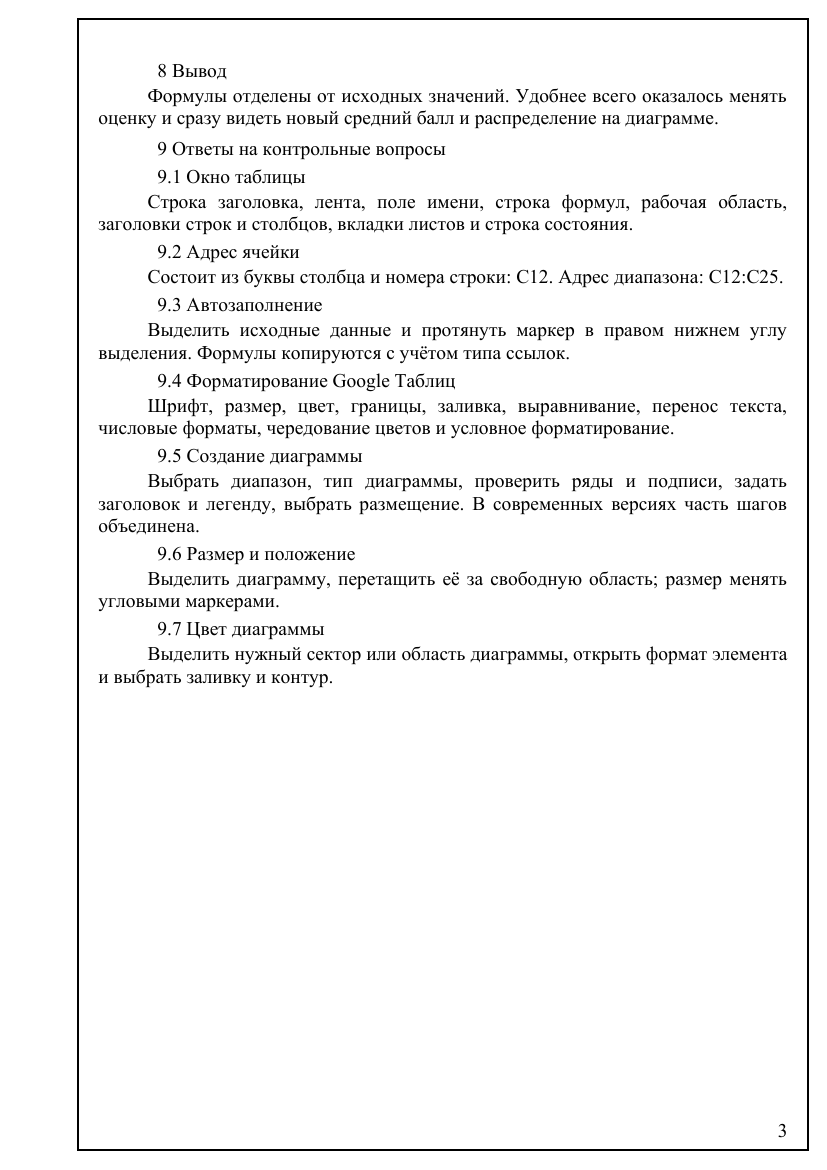 8 Вывод
Формулы отделены от исходных значений. Удобнее всего оказалось менять
оценку и сразу видеть новый средний балл и распределение на диаграмме.
9 Ответы на контрольные вопросы
9.1 Окно таблицы
Строка заголовка, лента, поле имени, строка формул, рабочая область,
заголовки строк и столбцов, вкладки листов и строка состояния.
9.2 Адрес ячейки
Состоит из буквы столбца и номера строки: C12. Адрес диапазона: C12:C25.
9.3 Автозаполнение
Выделить исходные данные и протянуть маркер в правом нижнем углу
выделения. Формулы копируются с учётом типа ссылок.
9.4 Форматирование Google Таблиц
Шрифт, размер, цвет, границы, заливка, выравнивание, перенос текста,
числовые форматы, чередование цветов и условное форматирование.
9.5 Создание диаграммы
Выбрать диапазон, тип диаграммы, проверить ряды и подписи, задать
заголовок и легенду, выбрать размещение. В современных версиях часть шагов
объединена.
9.6 Размер и положение
Выделить диаграмму, перетащить её за свободную область; размер менять
угловыми маркерами.
9.7 Цвет диаграммы
Выделить нужный сектор или область диаграммы, открыть формат элемента
и выбрать заливку и контур.
3